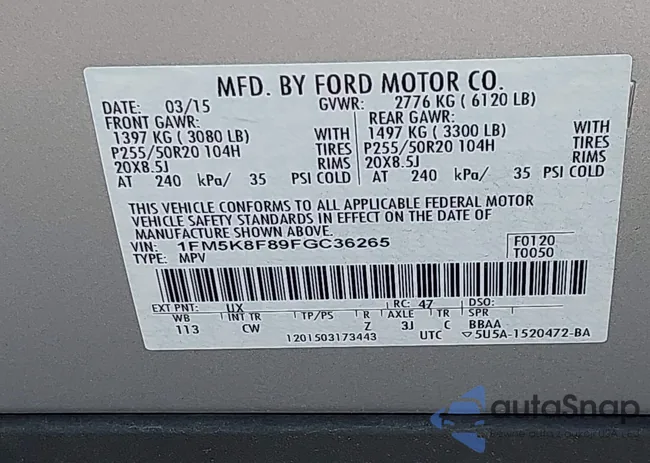 MFD. BY FORD MOTOR CO.
DATE: 03/15 GVWR: 2776 KG ( 6120 LB)
FRONT GAWR: REAR GAWR:
1397 KG ( 3080 LB) WITH 1497 KG ( 3300 LB) WITH
P255/50R20 104H TIRES P255/50R20 104H TIRES
20X8.5J RIMS 20X8.5J RIMS
AT 240 kPa/ 35 PSI COLD AT 240 kPa/ 35 PSI COLD
THIS VEHICLE CONFORMS TO ALL APPLICABLE FEDERAL MOTOR
VEHICLE SAFETY STANDARDS IN EFFECT ON THE DATE OF
MANUFACTURE SHOWN ABOVE.
VIN: 1FM5K8F89FGC36265 F0120
TYPE: MPV T0050
EXT PNT: UX RC: 47 DSO:
WB INT TR TP/PS R AXLE TR SPR
113 CW Z 3J C BBAA
1201503173443 UTC 5U5A-1520472-BA
autoSnap